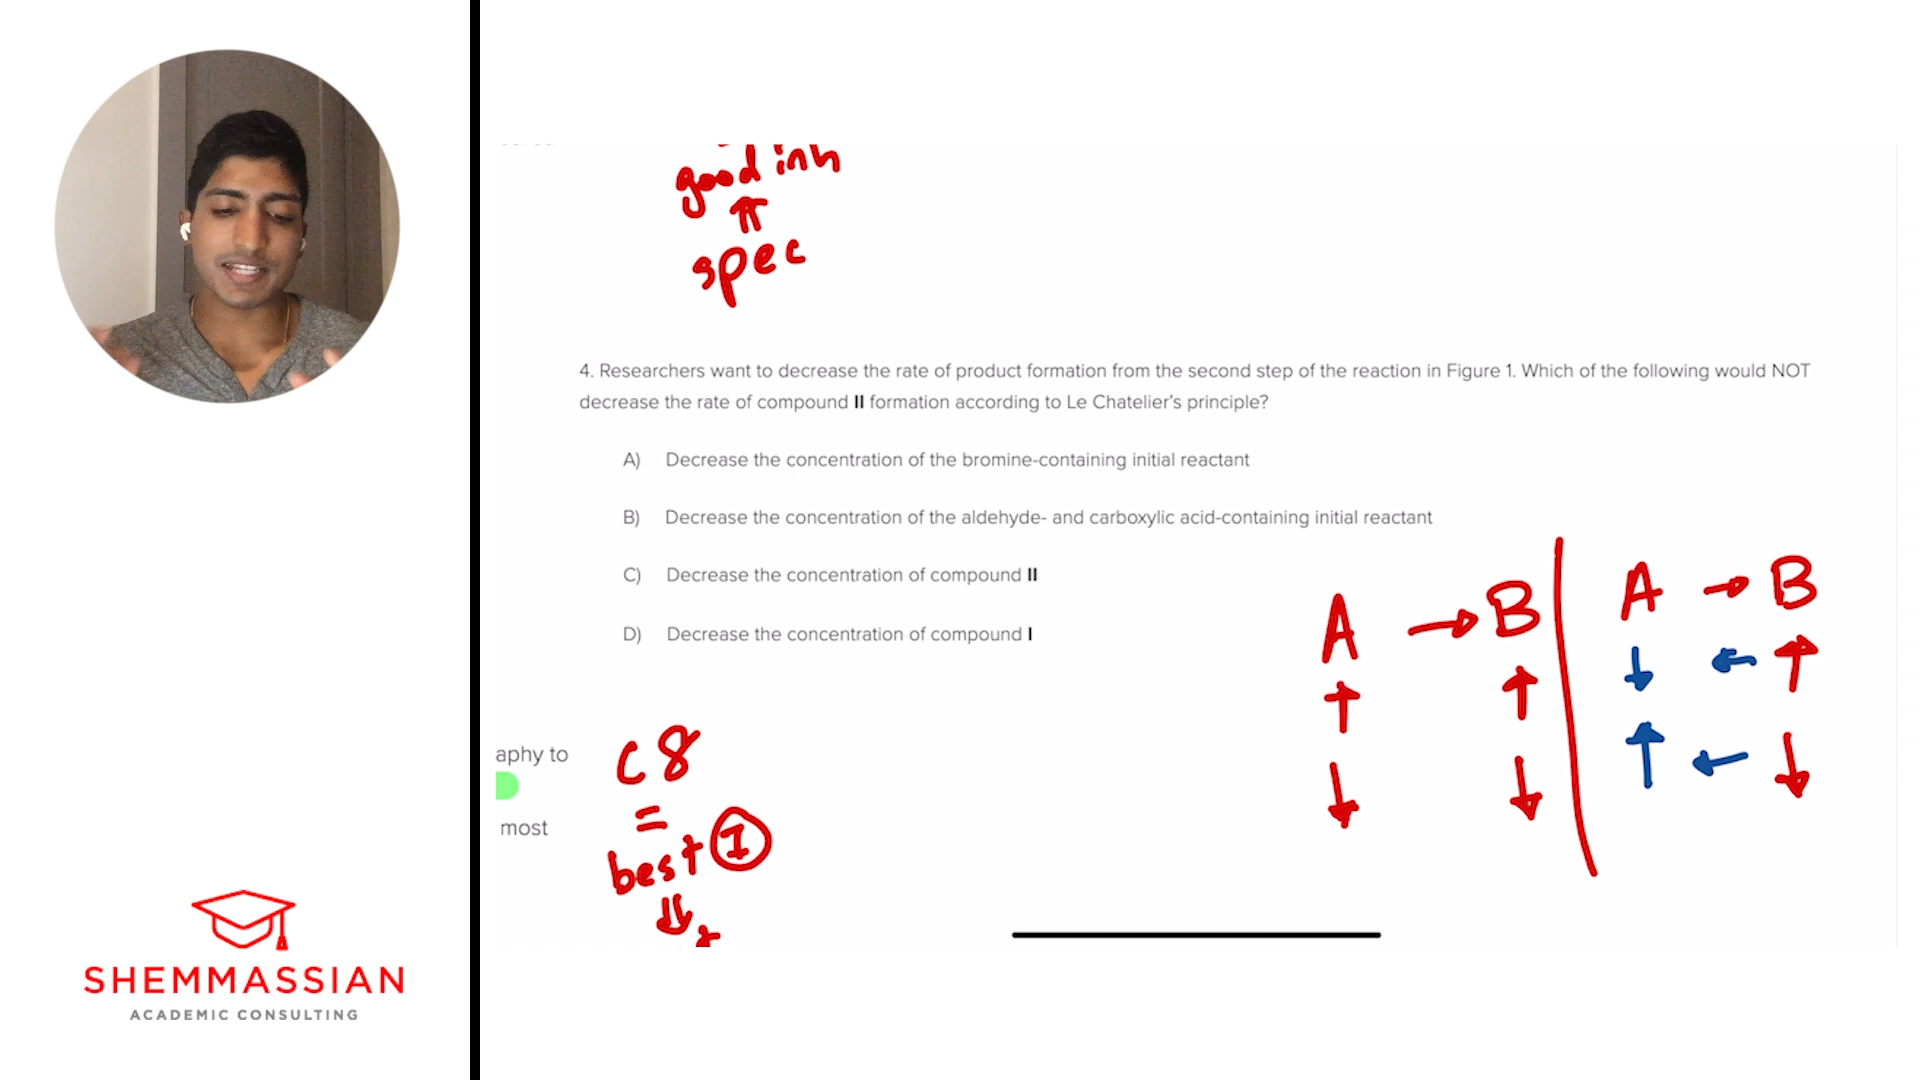 good inh
spec
4. Researchers want to decrease the rate of product formation from the second step of the reaction in Figure 1. Which of the following would NOT
decrease the rate of compound II formation according to Le Chatelier's principle?
A) Decrease the concentration of the bromine-containing initial reactant
B) Decrease the concentration of the aldehyde- and carboxylic acid-containing initial reactant
C) Decrease the concentration of compound II
D) Decrease the concentration of compound I
A → B
A → B
↑ ↑
↓ ← ↑
↓ ↓
↑ ← ↓
aphy to
most
C8
=
best I
SHEMMASSIAN
ACADEMIC CONSULTING